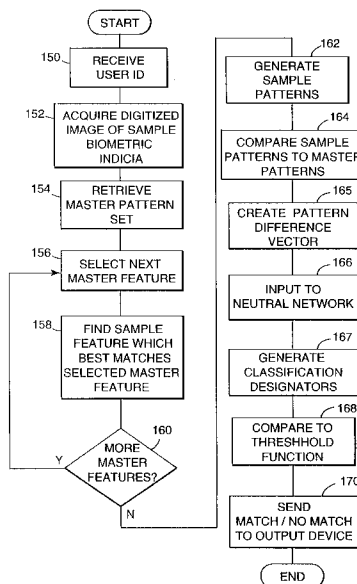 START
150
RECEIVE
USER ID
152
ACQUIRE DIGITIZED
IMAGE OF SAMPLE
BIOMETRIC
INDICIA
154
RETRIEVE
MASTER PATTERN
SET
156
SELECT NEXT
MASTER FEATURE
158
FIND SAMPLE
FEATURE WHICH
BEST MATCHES
SELECTED MASTER
FEATURE
160
MORE
MASTER
FEATURES?
Y
N
162
GENERATE
SAMPLE
PATTERNS
164
COMPARE SAMPLE
PATTERNS TO MASTER
PATTERNS
165
CREATE PATTERN
DIFFERENCE
VECTOR
166
INPUT TO
NEUTRAL NETWORK
167
GENERATE
CLASSIFICATION
DESIGNATORS
168
COMPARE TO
THRESHHOLD
FUNCTION
170
SEND
MATCH / NO MATCH
TO OUTPUT DEVICE
END